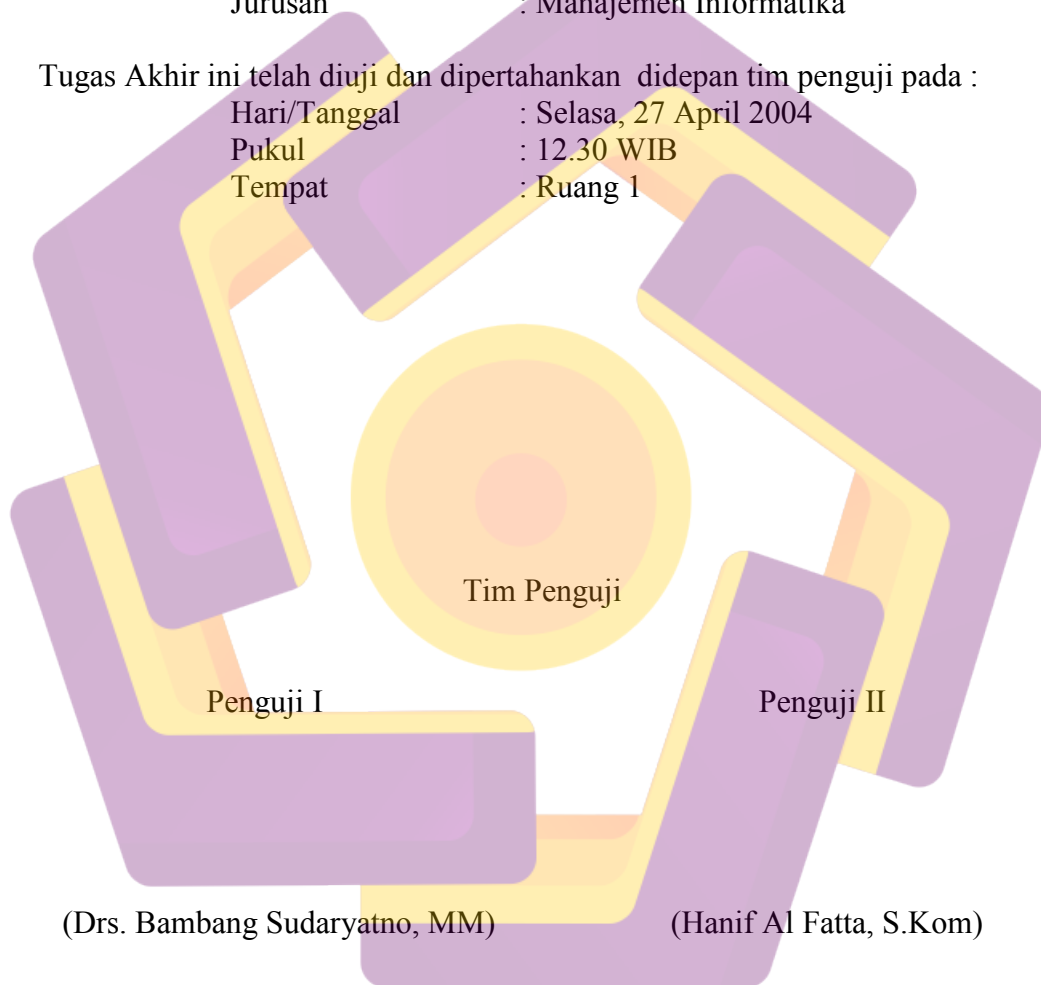 Jurusan : Manajemen Informatika
Tugas Akhir ini telah diuji dan dipertahankan didepan tim penguji pada :
Hari/Tanggal : Selasa, 27 April 2004
Pukul : 12.30 WIB
Tempat : Ruang 1
Tim Penguji
Penguji I Penguji II
(Drs. Bambang Sudaryatno, MM) (Hanif Al Fatta, S.Kom)